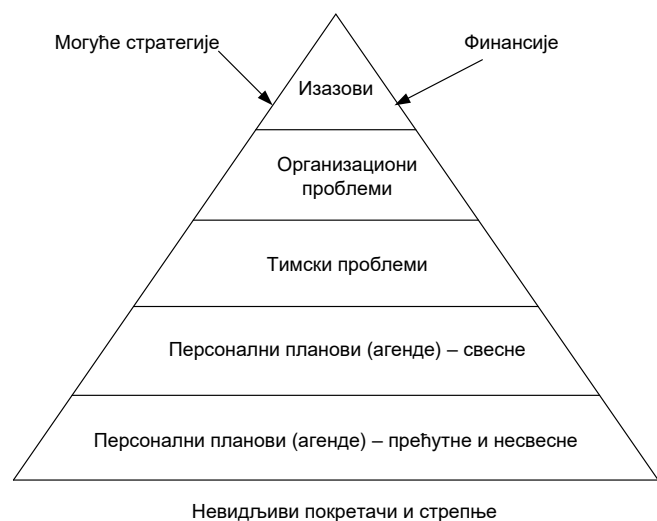 Могуће стратегије
Финансије
Изазови
Организациони
проблеми
Тимски проблеми
Персонални планови (агенде) – свесне
Персонални планови (агенде) – прећутне и несвесне
Невидљиви покретачи и стрепње